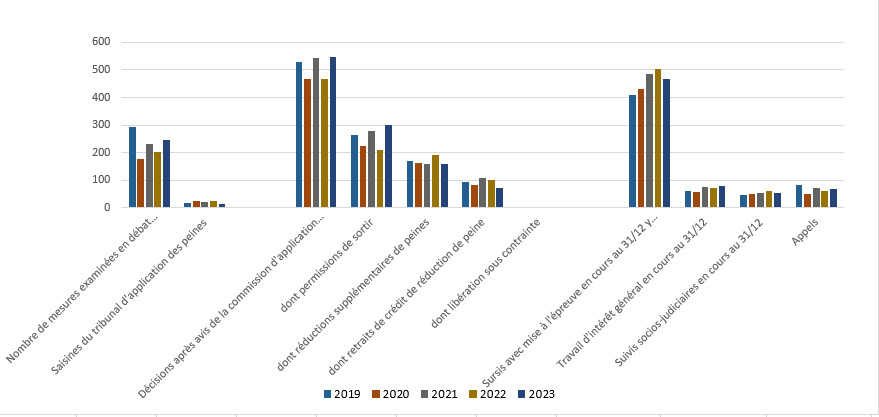 600
500
400
300
200
100
0
Nombre de mesures examinées en débat…
Saisines du tribunal d'application des peines
Décisions après avis de la commission d'application…
dont permissions de sortir
dont réductions supplémentaires de peines
dont retraits de crédit de réduction de peine
dont libération sous contrainte
Sursis avec mise à l'épreuve en cours au 31/12 y…
Travail d'intérêt général en cours au 31/12
Suivis socios-judiciaires en cours au 31/12
Appels
2019 2020 2021 2022 2023